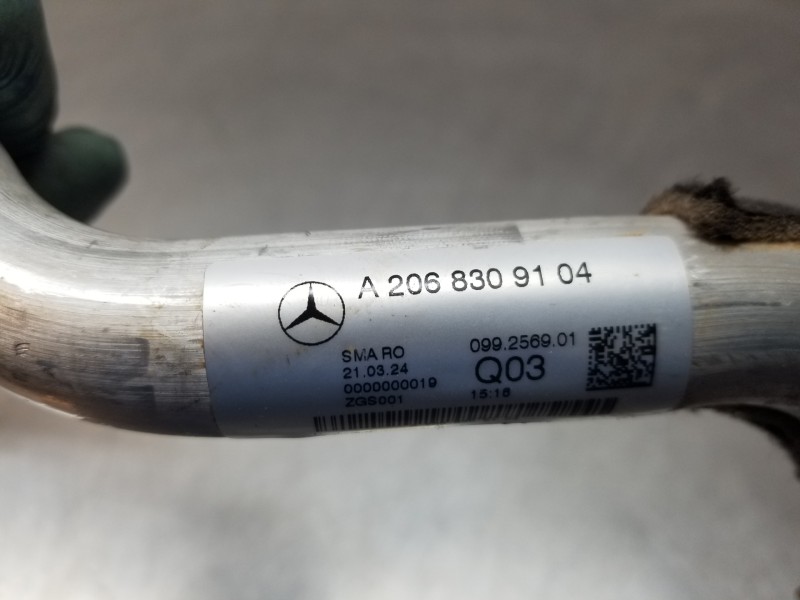 A 206 830 91 04
SMA RO
21.03.24
0000000019
ZGS001
099.2569.01
Q03
15:16